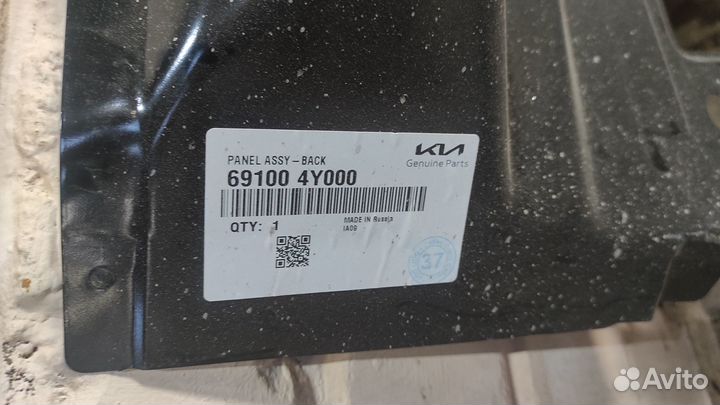 PANEL ASSY-BACK
KIA
Genuine Parts
69100 4Y000
QTY: 1
MADE IN Russia
IA09
37
Avito